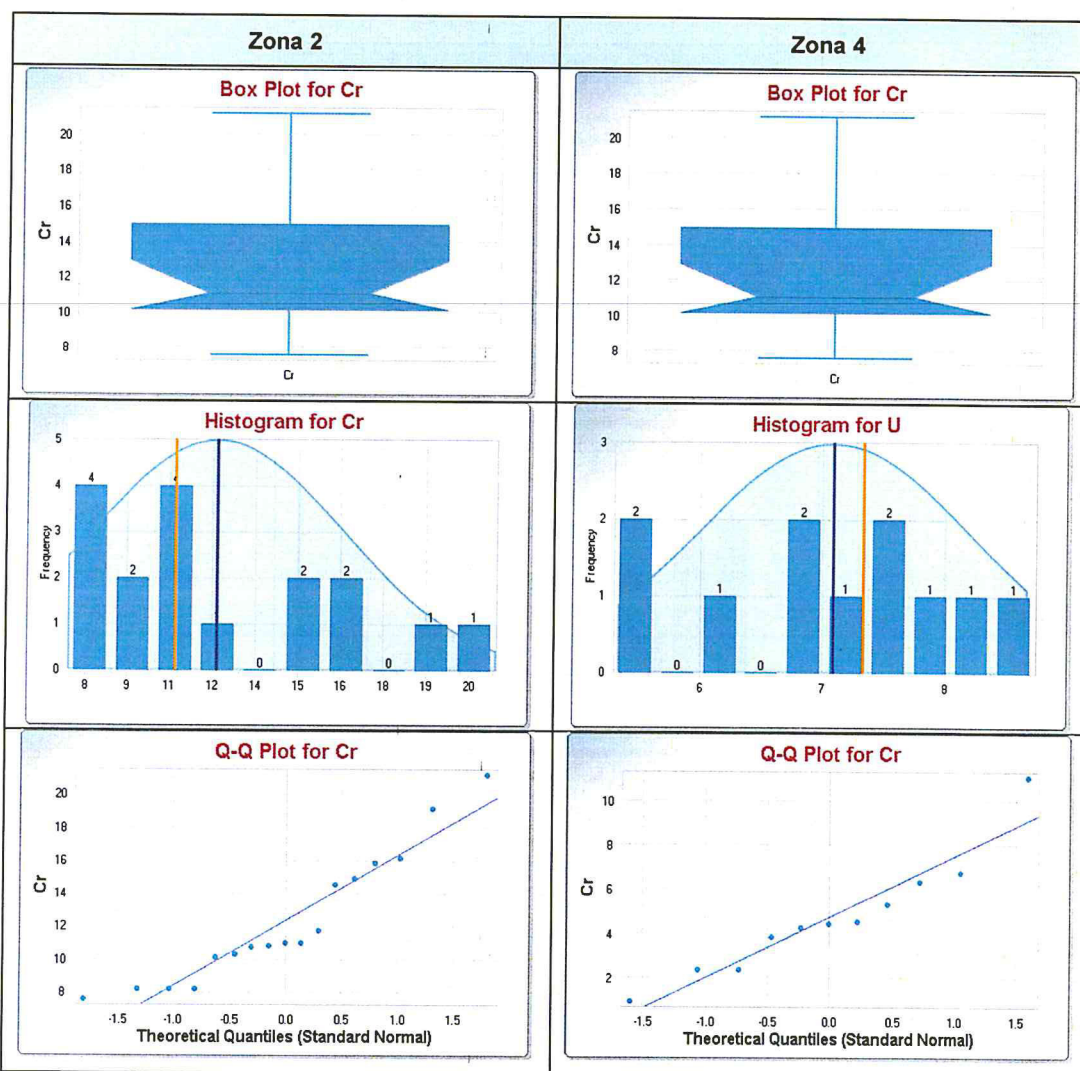 Zona 2
Zona 4
Box Plot for Cr
Cr
20
18
16
14
12
10
8
Cr
Box Plot for Cr
Cr
20
18
16
14
12
10
8
Cr
Histogram for Cr
Frequency
5
4
3
2
1
0
4
2
4
1
0
2
2
0
1
1
8 9 11 12 14 15 16 18 19 20
Histogram for U
Frequency
3
2
1
0
2
0
1
0
2
1
2
1
1
1
6 7 8
Q-Q Plot for Cr
Cr
20
18
16
14
12
10
8
-1.5 -1.0 -0.5 0.0 0.5 1.0 1.5
Theoretical Quantiles (Standard Normal)
Q-Q Plot for Cr
Cr
10
8
6
4
2
-1.5 -1.0 -0.5 0.0 0.5 1.0 1.5
Theoretical Quantiles (Standard Normal)